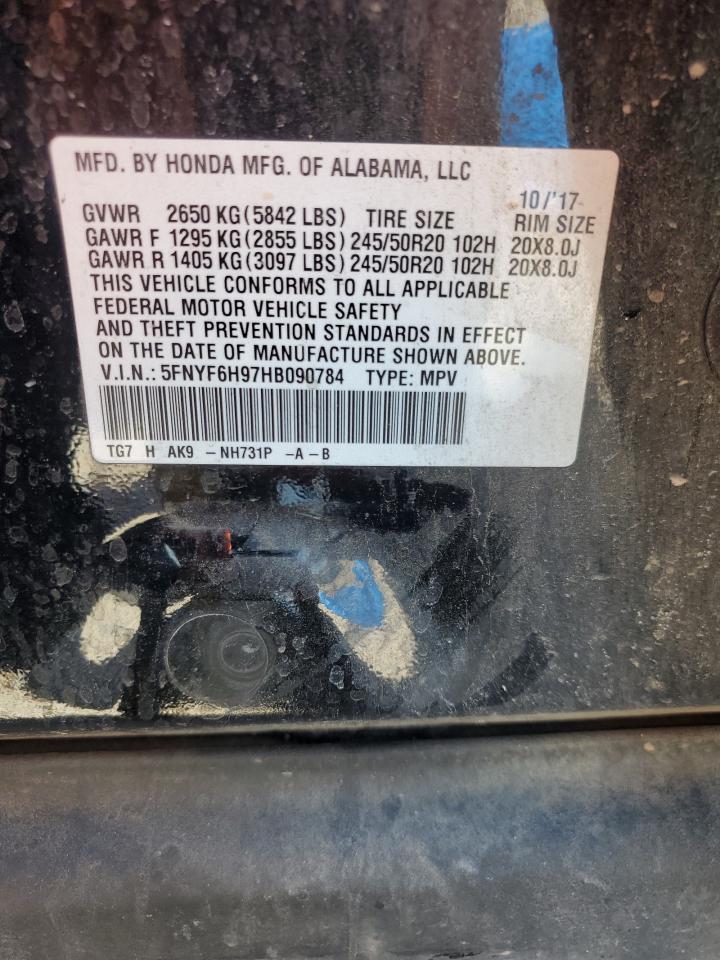 MFD. BY HONDA MFG. OF ALABAMA, LLC
10/'17
GVWR 2650 KG (5842 LBS) TIRE SIZE RIM SIZE
GAWR F 1295 KG (2855 LBS) 245/50R20 102H 20X8.0J
GAWR R 1405 KG (3097 LBS) 245/50R20 102H 20X8.0J
THIS VEHICLE CONFORMS TO ALL APPLICABLE
FEDERAL MOTOR VEHICLE SAFETY
AND THEFT PREVENTION STANDARDS IN EFFECT
ON THE DATE OF MANUFACTURE SHOWN ABOVE.
V.I.N.: 5FNYF6H97HB090784 TYPE: MPV
TG7 H AK9 – NH731P –A–B